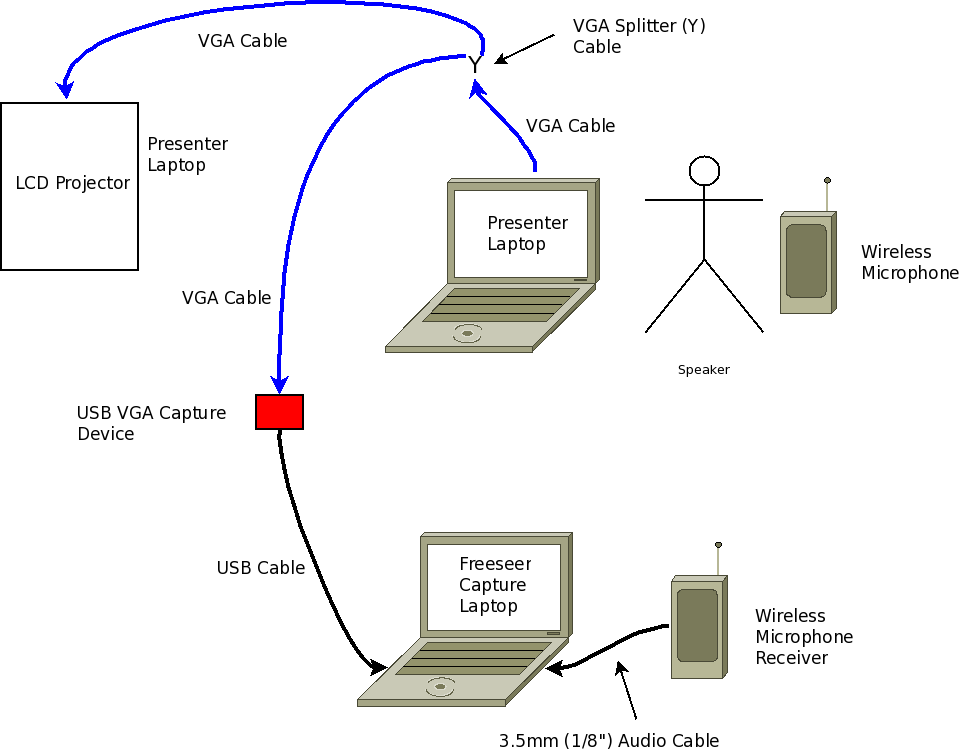 VGA Splitter (Y)
Cable
VGA Cable
Y
VGA Cable
Presenter
Laptop
LCD Projector
Presenter
Laptop
Wireless
Microphone
VGA Cable
Speaker
USB VGA Capture
Device
USB Cable
Freeseer
Capture
Laptop
Wireless
Microphone
Receiver
3.5mm (1/8") Audio Cable